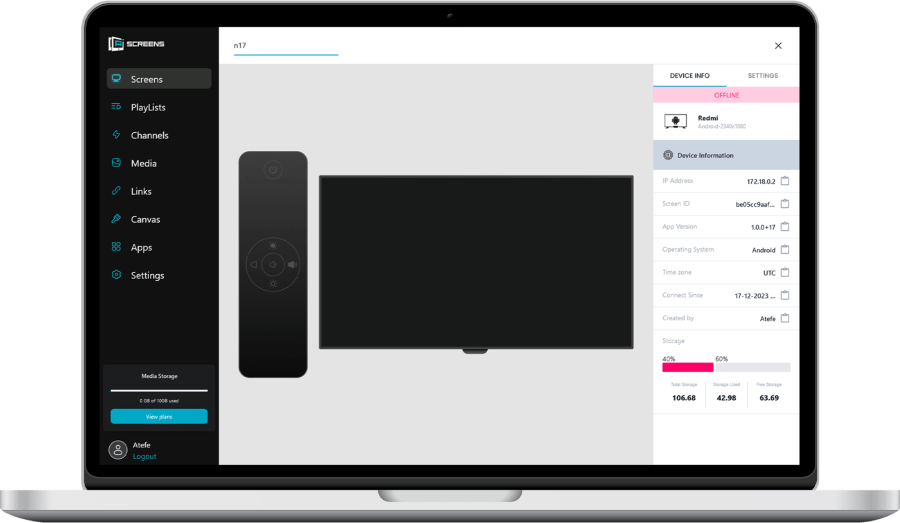 SCREENS
n17
Screens
PlayLists
Channels
Media
Links
Canvas
Apps
Settings
Media Storage
0 GB of 10GB used
View plans
Atefe
Logout
DEVICE INFO
SETTINGS
OFFLINE
Redmi
Android-2340x1080
Device Information
IP Address 172.18.0.2
Screen ID be05cc9aaf...
App Version 1.0.0+17
Operating System Android
Time zone UTC
Connect Since 17-12-2023 ...
Created by Atefe
Storage
40% 60%
Total Storage Storage Used Free Storage
106.68 42.98 63.69